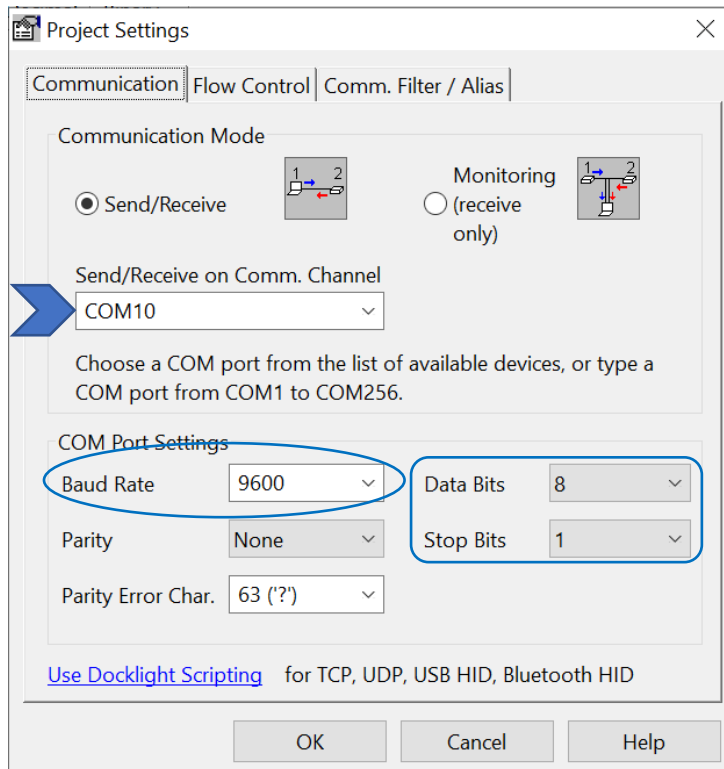 Project Settings
Communication Flow Control Comm. Filter / Alias
Communication Mode
1 2
Send/Receive
Monitoring
(receive
only)
1 2
Send/Receive on Comm. Channel
COM10
Choose a COM port from the list of available devices, or type a
COM port from COM1 to COM256.
COM Port Settings
Baud Rate 9600
Data Bits 8
Parity None
Stop Bits 1
Parity Error Char. 63 ('?')
Use Docklight Scripting for TCP, UDP, USB HID, Bluetooth HID
OK Cancel Help